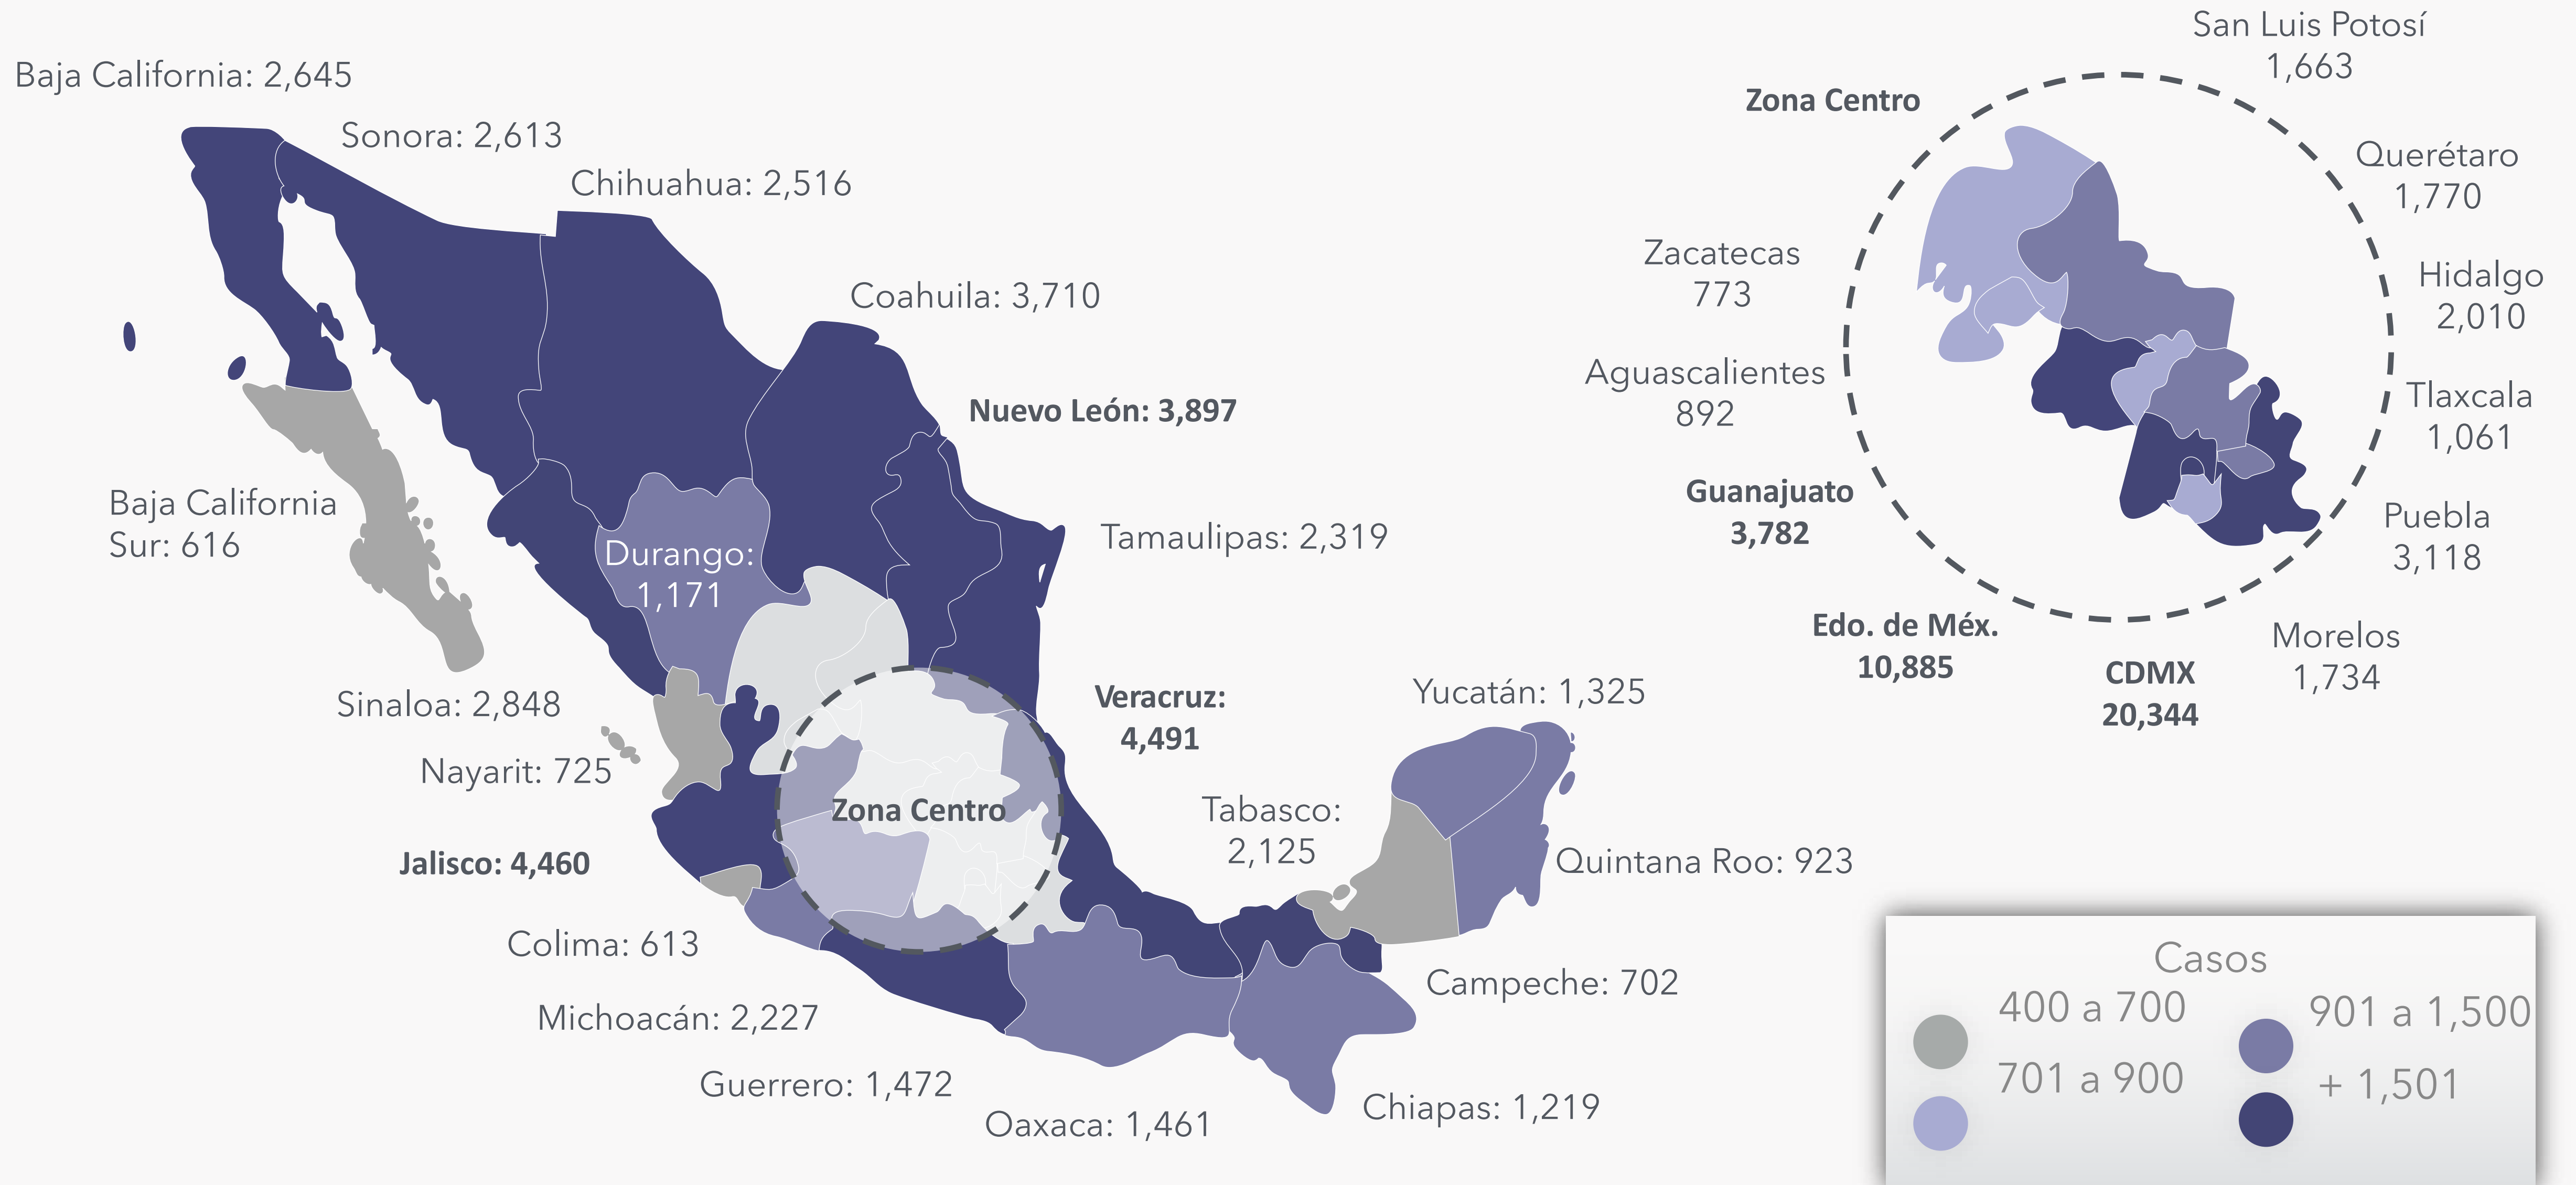 Baja California: 2,645
Sonora: 2,613
Chihuahua: 2,516
Coahuila: 3,710
Nuevo León: 3,897
Baja California
Sur: 616
Durango:
1,171
Tamaulipas: 2,319
Sinaloa: 2,848
Nayarit: 725
Veracruz:
4,491
Zona Centro
Jalisco: 4,460
Colima: 613
Michoacán: 2,227
Guerrero: 1,472
Oaxaca: 1,461
Yucatán: 1,325
Tabasco:
2,125
Quintana Roo: 923
Campeche: 702
Chiapas: 1,219
Zona Centro
San Luis Potosí
1,663
Querétaro
1,770
Zacatecas
773
Hidalgo
2,010
Aguascalientes
892
Tlaxcala
1,061
Guanajuato
3,782
Puebla
3,118
Edo. de Méx.
10,885
CDMX
20,344
Morelos
1,734
Casos
400 a 700
901 a 1,500
701 a 900
+ 1,501